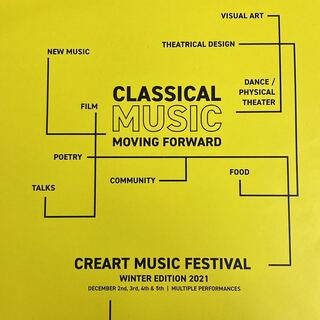 VISUAL ART
THEATRICAL DESIGN
NEW MUSIC
DANCE /
PHYSICAL
THEATER
CLASSICAL
MUSIC
MOVING FORWARD
FILM
POETRY
COMMUNITY
FOOD
TALKS
CREART MUSIC FESTIVAL
WINTER EDITION 2021
DECEMBER 2nd, 3rd, 4th & 5th | MULTIPLE PERFORMANCES